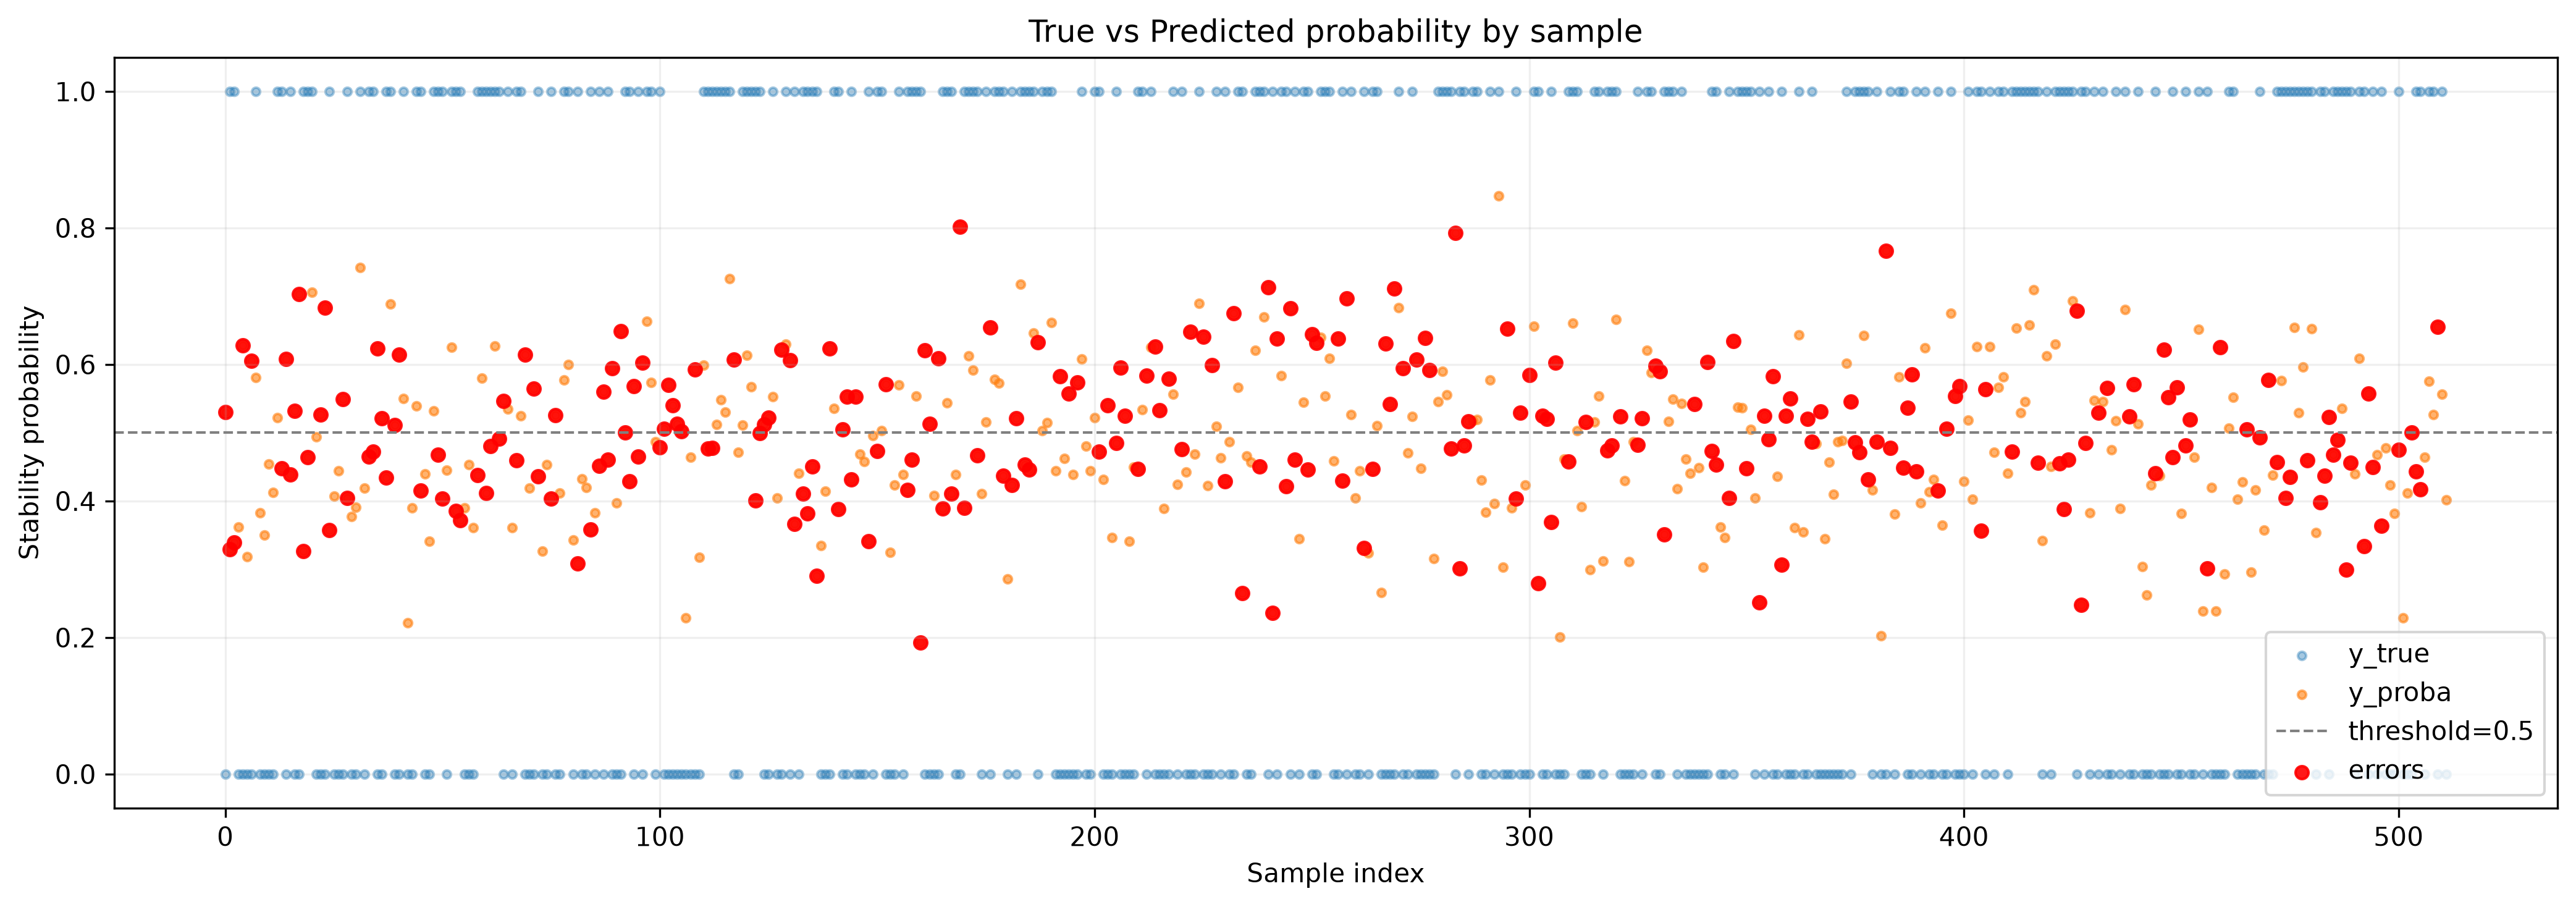 True vs Predicted probability by sample
Stability probability
1.0
0.8
0.6
0.4
0.2
0.0
0
100
200
300
400
500
Sample index
y_true
y_proba
threshold=0.5
errors